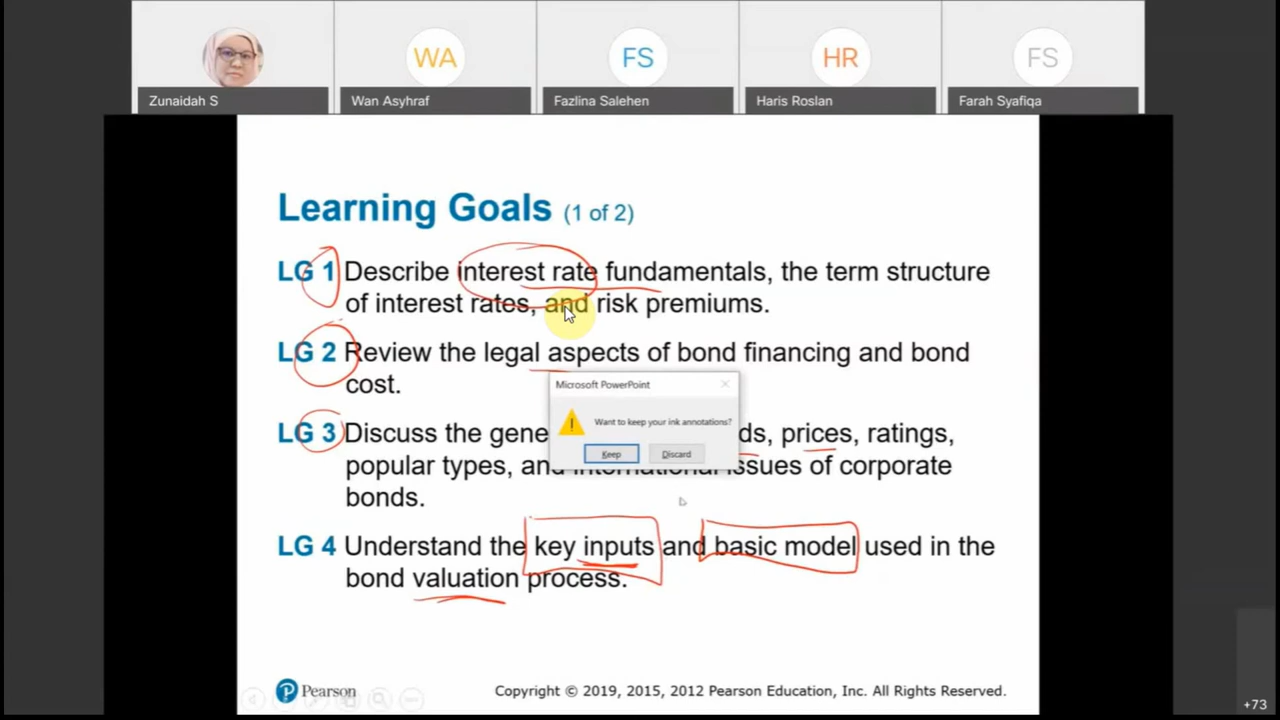 WA
FS
HR
FS
Zunaidah S
Wan Asyhraf
Fazlina Salehen
Haris Roslan
Farah Syafiqa
Learning Goals (1 of 2)
LG 1 Describe interest rate fundamentals, the term structure
of interest rates, and risk premiums.
LG 2 Review the legal aspects of bond financing and bond
cost.
Microsoft PowerPoint
Want to keep your ink annotations?
Keep Discard
LG 3 Discuss the gene ds, prices, ratings,
popular types, and international issues of corporate
bonds.
LG 4 Understand the key inputs and basic model used in the
bond valuation process.
Pearson
Copyright © 2019, 2015, 2012 Pearson Education, Inc. All Rights Reserved.
+73